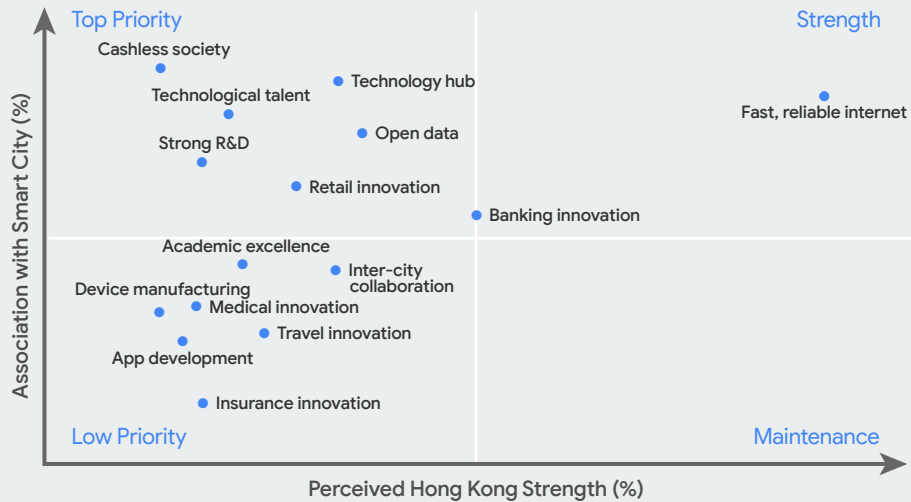 Top Priority
Strength
Cashless society
Technology hub
Technological talent
Fast, reliable internet
Open data
Strong R&D
Retail innovation
Banking innovation
Academic excellence
Inter-city
collaboration
Device manufacturing
Medical innovation
Travel innovation
App development
Insurance innovation
Low Priority
Maintenance
Association with Smart City (%)
Perceived Hong Kong Strength (%)